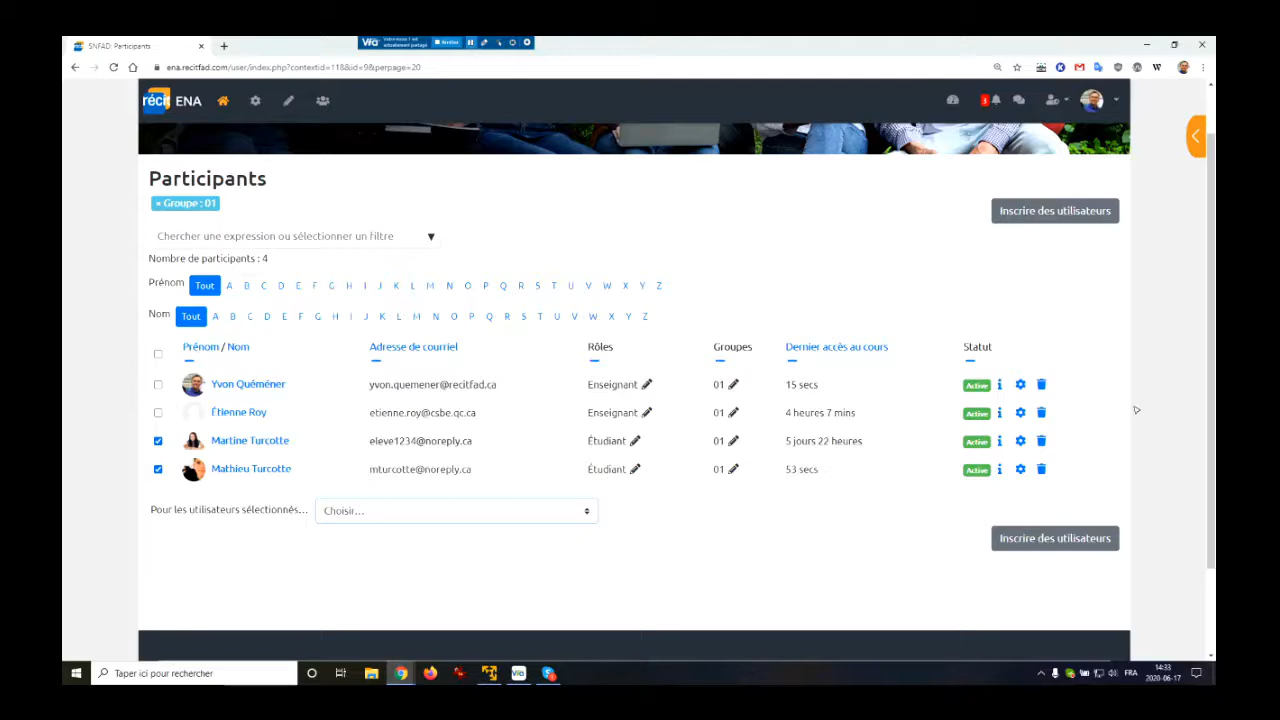 SNFAD: Participants
Via
Arrêter
ena.recitfad.com/user/index.php?contextid=118&id=9&perpage=20
récit ENA
3
Participants
× Groupe : 01
Inscrire des utilisateurs
Chercher une expression ou sélectionner un filtre ▼
Nombre de participants : 4
Prénom Tout A B C D E F G H I J K L M N O P Q R S T U V W X Y Z
Nom Tout A B C D E F G H I J K L M N O P Q R S T U V W X Y Z
Prénom / Nom Adresse de courriel Rôles Groupes Dernier accès au cours Statut
Yvon Quéméner yvon.quemener@recitfad.ca Enseignant 01 15 secs Active
Étienne Roy etienne.roy@csbe.qc.ca Enseignant 01 4 heures 7 mins Active
Martine Turcotte eleve1234@noreply.ca Étudiant 01 5 jours 22 heures Active
Mathieu Turcotte mturcotte@noreply.ca Étudiant 01 53 secs Active
Pour les utilisateurs sélectionnés... Choisir...
Inscrire des utilisateurs
Taper ici pour rechercher
Via
FRA
14:33
2020-06-17